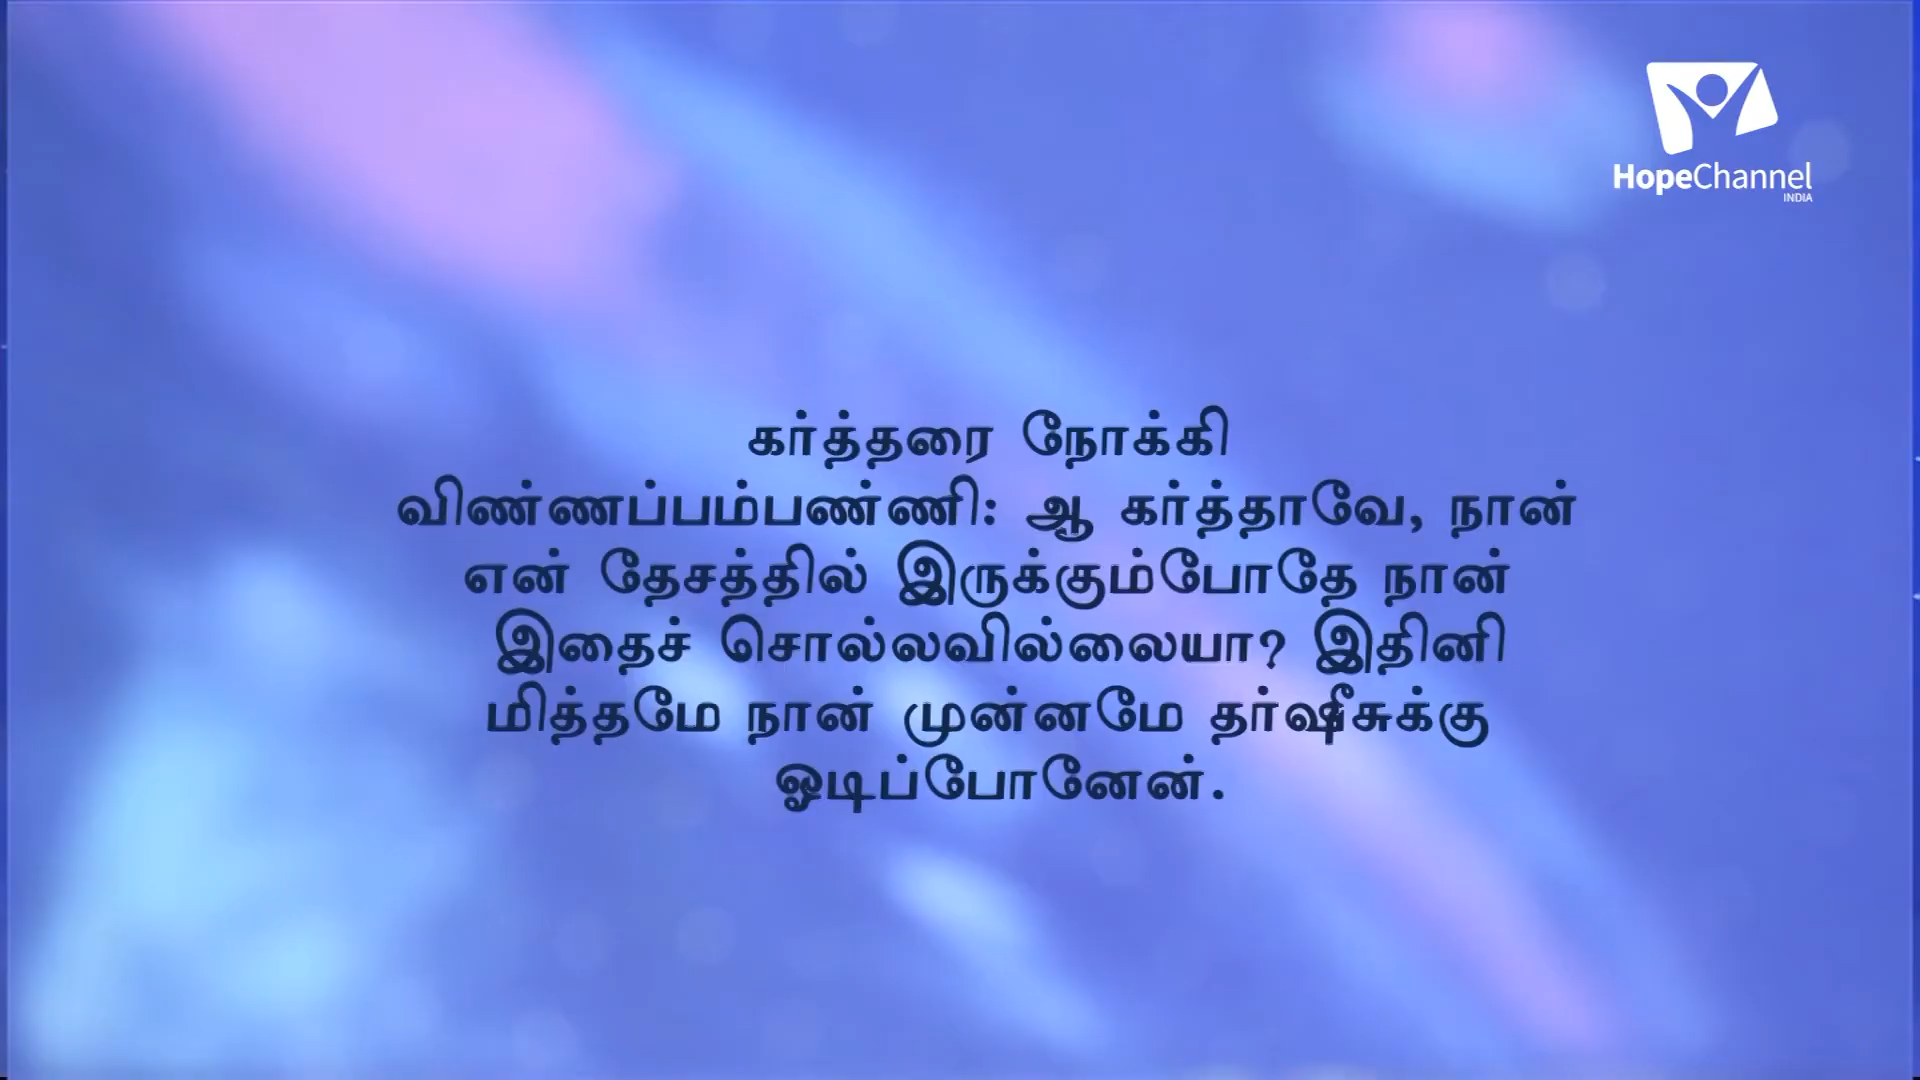 HopeChannel
INDIA
கர்த்தரை நோக்கி
விண்ணப்பம்பண்ணி: ஆ கர்த்தாவே, நான்
என் தேசத்தில் இருக்கும்போதே நான்
இதைச் சொல்லவில்லையா? இதினி
மித்தமே நான் முன்னமே தர்ஷீசுக்கு
ஓடிப்போனேன்.